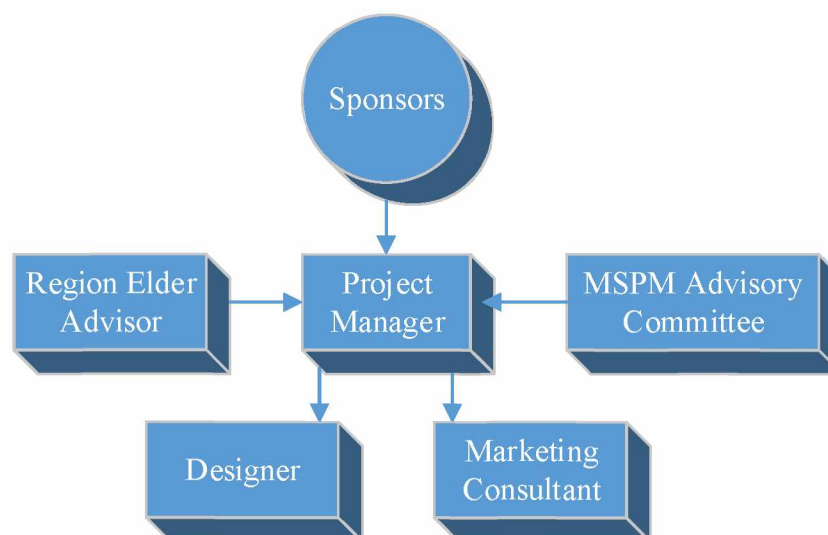 Sponsors
Region Elder
Advisor
Project
Manager
MSPM Advisory
Committee
Designer
Marketing
Consultant